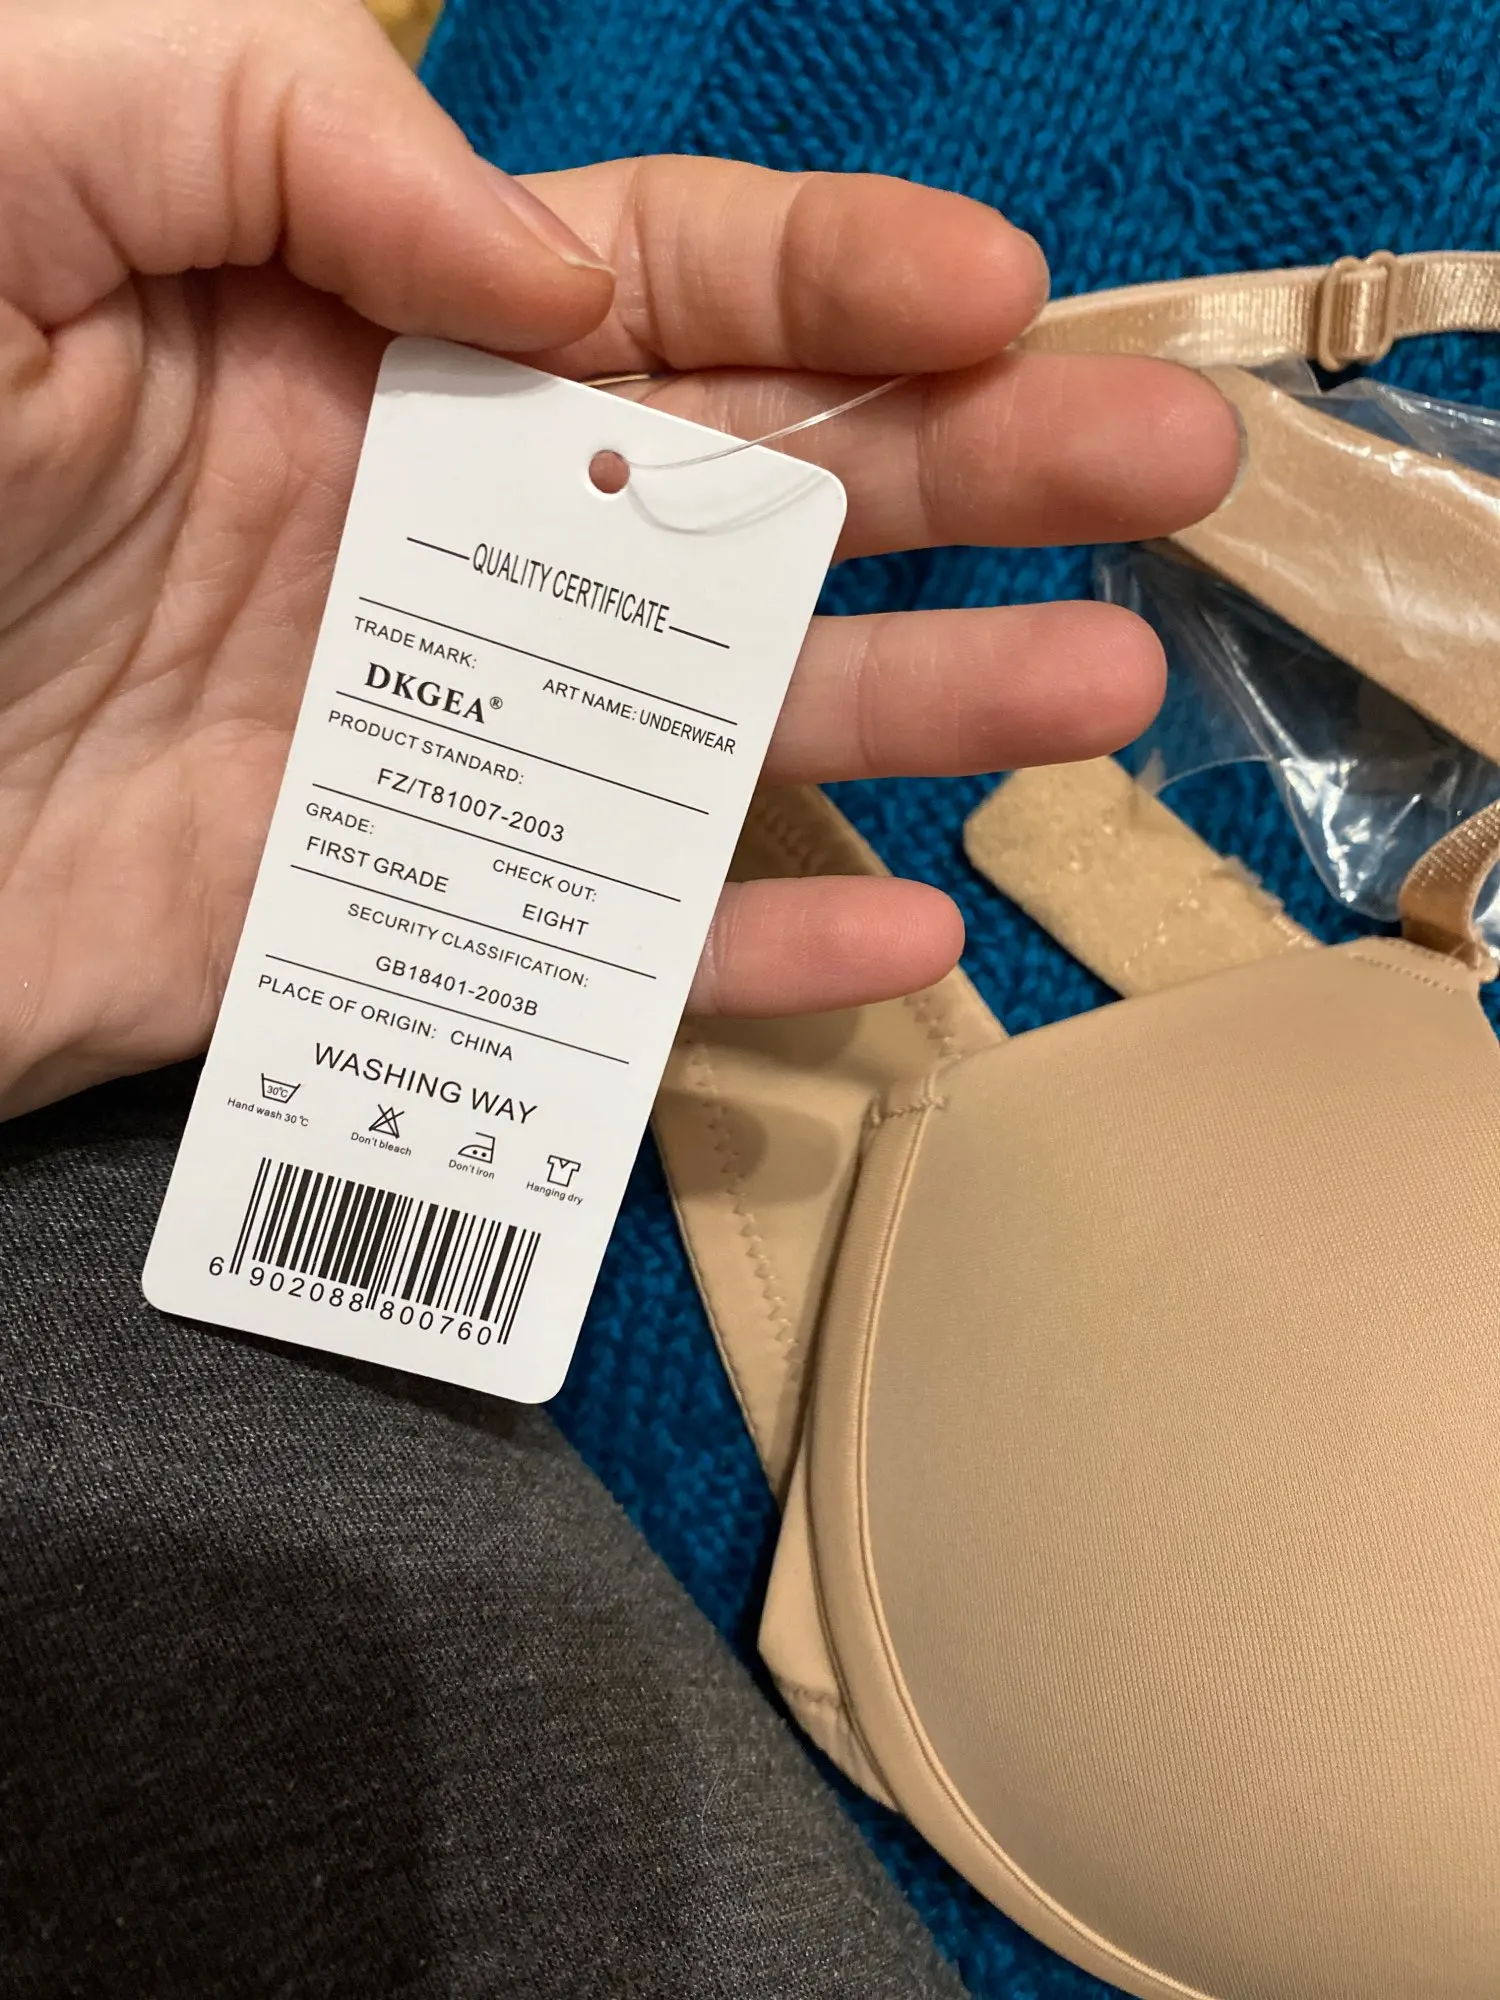 QUALITY CERTIFICATE
TRADE MARK:
DKGEA®
ART NAME: UNDERWEAR
PRODUCT STANDARD:
FZ/T81007-2003
GRADE:
FIRST GRADE
CHECK OUT:
EIGHT
SECURITY CLASSIFICATION:
GB18401-2003B
PLACE OF ORIGIN: CHINA
WASHING WAY
30°C
Hand wash 30°C
Don't bleach
Don't iron
Hanging dry
6 902088 800760